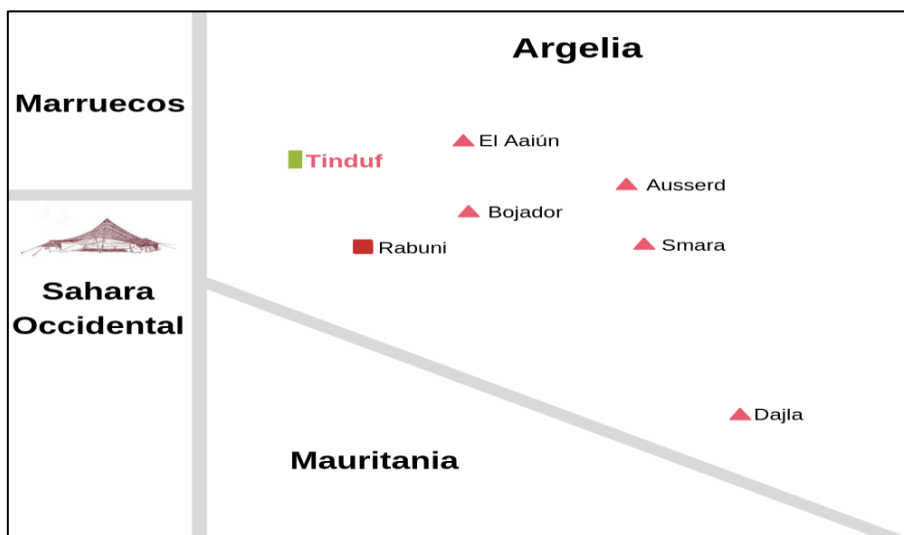 Argelia
Marruecos
El Aaiún
Tinduf
Ausserd
Bojador
Smara
Rabuni
Sahara
Occidental
Dajla
Mauritania